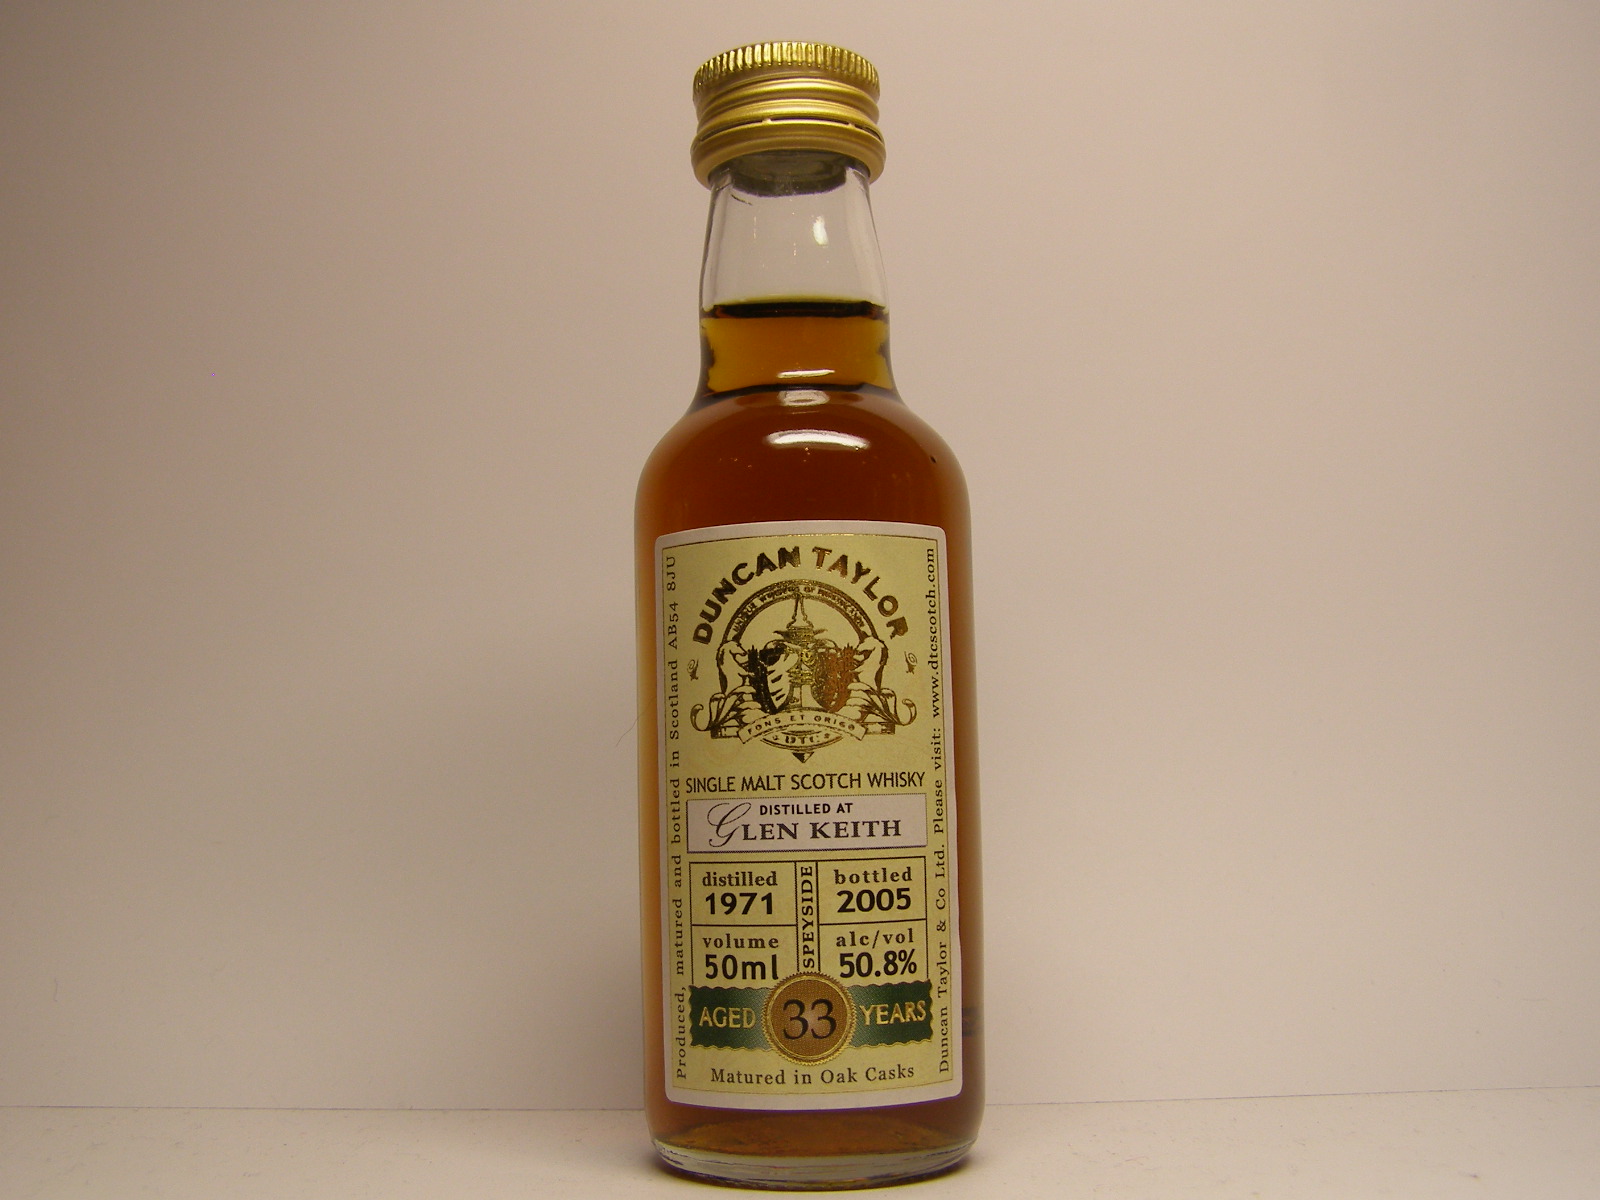 DUNCAN TAYLOR
FONS ET ORIGO
DTC
SINGLE MALT SCOTCH WHISKY
DISTILLED AT
GLEN KEITH
distilled
1971
SPEYSIDE
bottled
2005
volume
50ml
alc/vol
50.8%
AGED 33 YEARS
Matured in Oak Casks
Produced, matured and bottled in Scotland AB54 8JU
Duncan Taylor & Co Ltd. Please visit: www.dtcscotch.com